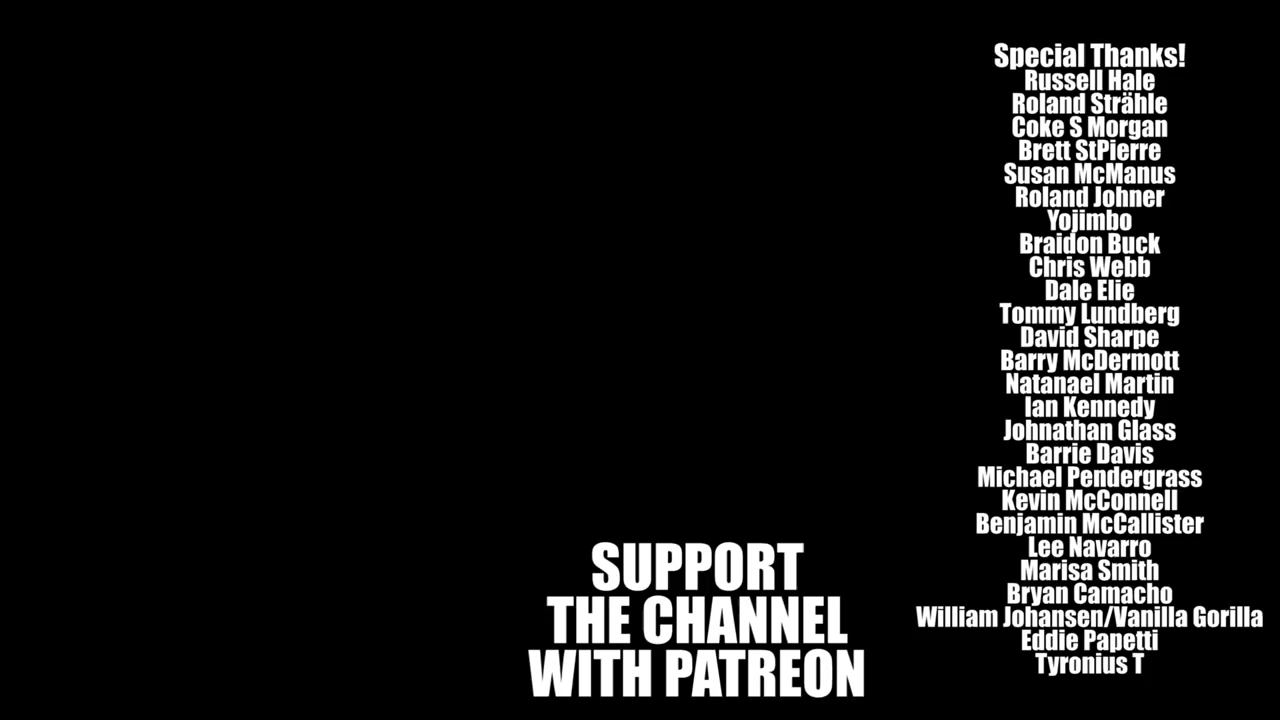 Special Thanks!
Russell Hale
Roland Strähle
Coke S Morgan
Brett StPierre
Susan McManus
Roland Johner
Yojimbo
Braidon Buck
Chris Webb
Dale Elie
Tommy Lundberg
David Sharpe
Barry McDermott
Natanael Martin
Ian Kennedy
Johnathan Glass
Barrie Davis
Michael Pendergrass
Kevin McConnell
Benjamin McCallister
Lee Navarro
Marisa Smith
Bryan Camacho
William Johansen/Vanilla Gorilla
Eddie Papetti
Tyronius T
SUPPORT
THE CHANNEL
WITH PATREON